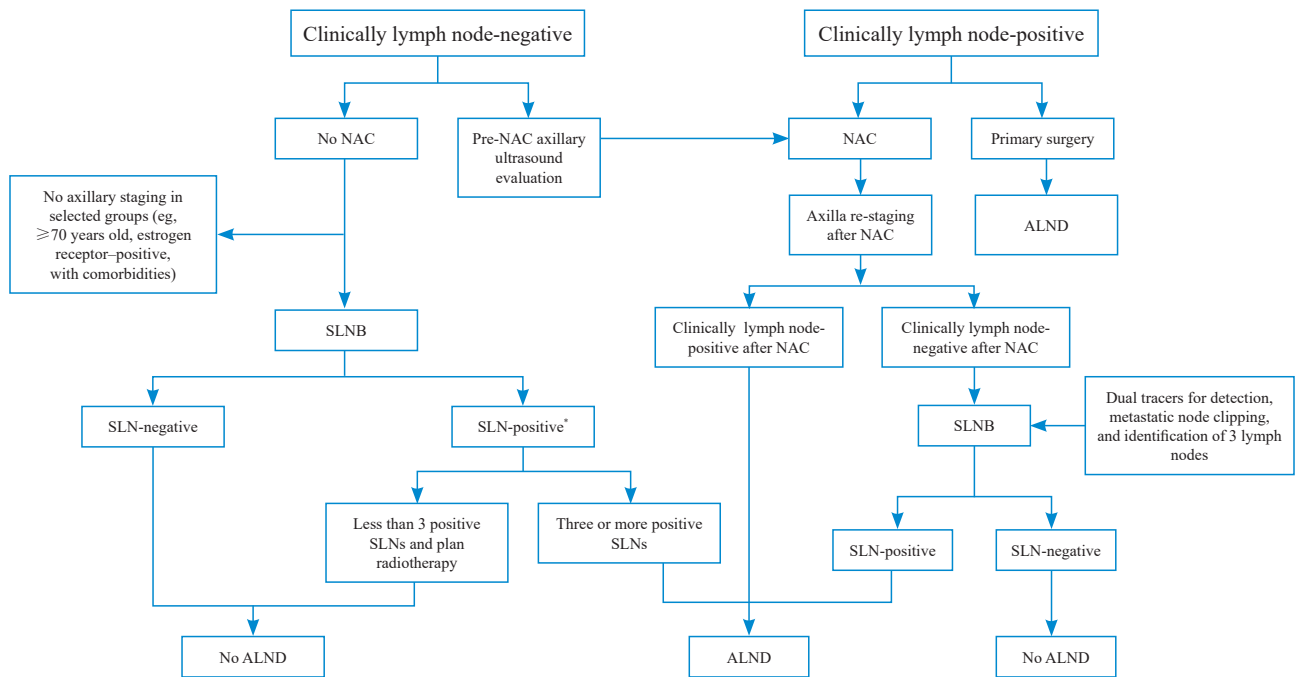 Clinically lymph node-negative
Clinically lymph node-positive
No NAC
Pre-NAC axillary
ultrasound
evaluation
NAC
Primary surgery
No axillary staging in
selected groups (eg,
⩾70 years old, estrogen
receptor–positive,
with comorbidities)
Axilla re-staging
after NAC
ALND
SLNB
Clinically lymph node-
positive after NAC
Clinically lymph node-
negative after NAC
SLN-negative
SLN-positive*
SLNB
Dual tracers for detection,
metastatic node clipping,
and identification of 3 lymph
nodes
Less than 3 positive
SLNs and plan
radiotherapy
Three or more positive
SLNs
SLN-positive
SLN-negative
No ALND
ALND
No ALND